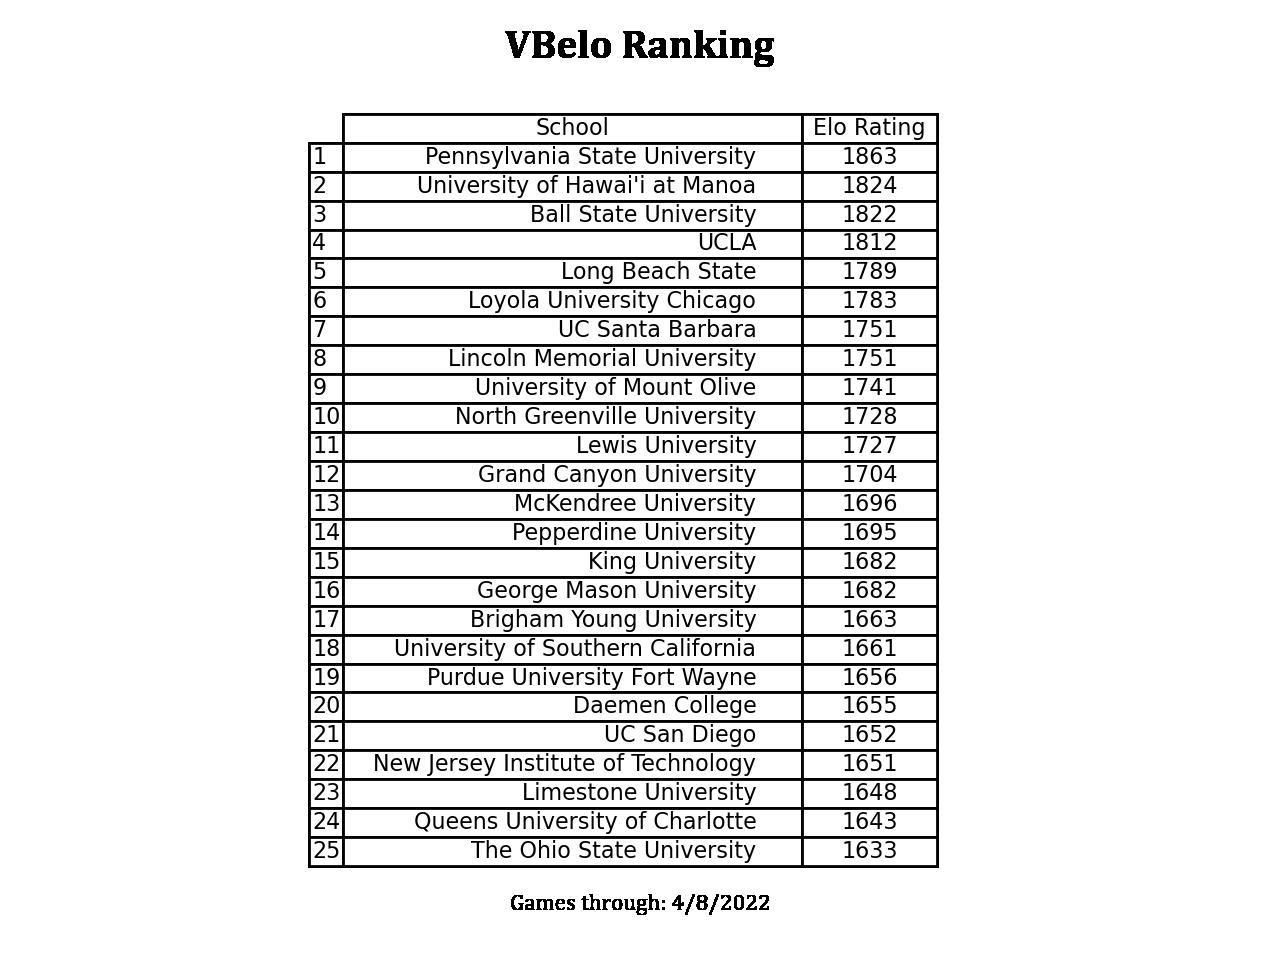 VBelo Ranking
School Elo Rating
1 Pennsylvania State University 1863
2 University of Hawai'i at Manoa 1824
3 Ball State University 1822
4 UCLA 1812
5 Long Beach State 1789
6 Loyola University Chicago 1783
7 UC Santa Barbara 1751
8 Lincoln Memorial University 1751
9 University of Mount Olive 1741
10 North Greenville University 1728
11 Lewis University 1727
12 Grand Canyon University 1704
13 McKendree University 1696
14 Pepperdine University 1695
15 King University 1682
16 George Mason University 1682
17 Brigham Young University 1663
18 University of Southern California 1661
19 Purdue University Fort Wayne 1656
20 Daemen College 1655
21 UC San Diego 1652
22 New Jersey Institute of Technology 1651
23 Limestone University 1648
24 Queens University of Charlotte 1643
25 The Ohio State University 1633
Games through: 4/8/2022